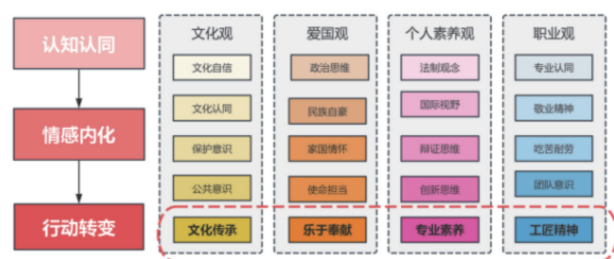 认知认同
情感内化
行动转变
文化观
文化自信
文化认同
保护意识
公共意识
文化传承
爱国观
政治思维
民族自豪
家国情怀
使命担当
乐于奉献
个人素养观
法制观念
国际视野
辩证思维
创新思维
专业素养
职业观
专业认同
敬业精神
吃苦耐劳
团队意识
工匠精神